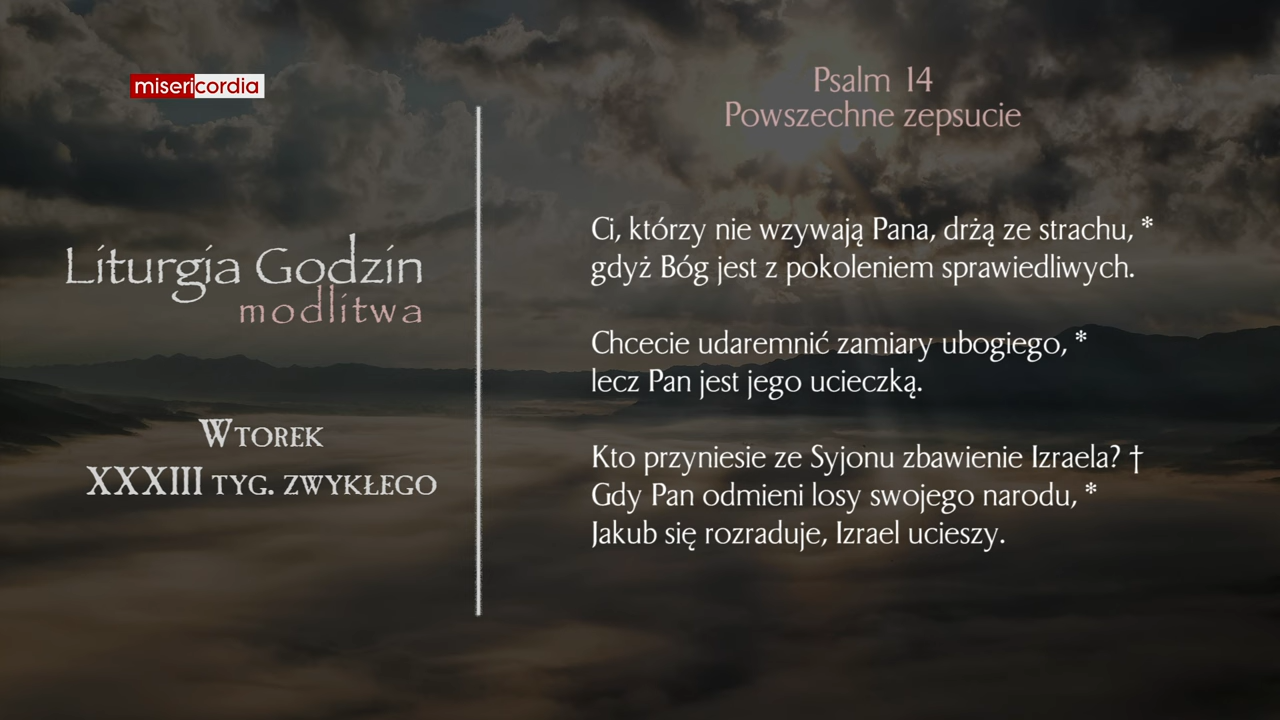 misericordia
Liturgia Godzin
modlitwa
Wtorek
XXXIII tyg. zwykłego
Psalm 14
Powszechne zepsucie
Ci, którzy nie wzywają Pana, drżą ze strachu, *
gdyż Bóg jest z pokoleniem sprawiedliwych.
Chcecie udaremnić zamiary ubogiego, *
lecz Pan jest jego ucieczką.
Kto przyniesie ze Syjonu zbawienie Izraela? †
Gdy Pan odmieni losy swojego narodu, *
Jakub się rozraduje, Izrael ucieszy.